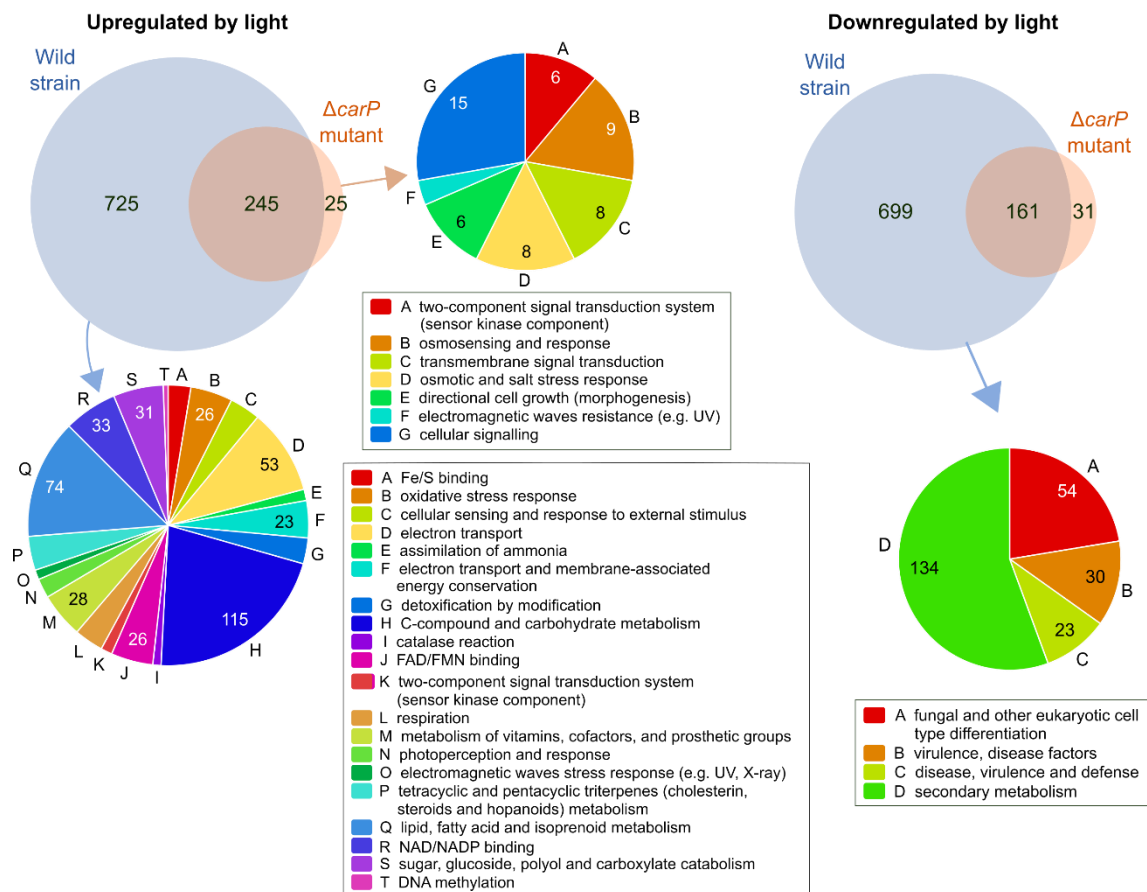 Upregulated by light
Wild
strain
ΔcarP
mutant
725
245
25
A
6
B
9
C
8
D
8
E
6
F
G
15
A two-component signal transduction system
(sensor kinase component)
B osmosensing and response
C transmembrane signal transduction
D osmotic and salt stress response
E directional cell growth (morphogenesis)
F electromagnetic waves resistance (e.g. UV)
G cellular signalling
A
B
26
C
D
53
E
F
23
G
H
115
I
J
26
K
L
M
28
N
O
P
Q
74
R
33
S
31
T
A Fe/S binding
B oxidative stress response
C cellular sensing and response to external stimulus
D electron transport
E assimilation of ammonia
F electron transport and membrane-associated
energy conservation
G detoxification by modification
H C-compound and carbohydrate metabolism
I catalase reaction
J FAD/FMN binding
K two-component signal transduction system
(sensor kinase component)
L respiration
M metabolism of vitamins, cofactors, and prosthetic groups
N photoperception and response
O electromagnetic waves stress response (e.g. UV, X-ray)
P tetracyclic and pentacyclic triterpenes (cholesterin,
steroids and hopanoids) metabolism
Q lipid, fatty acid and isoprenoid metabolism
R NAD/NADP binding
S sugar, glucoside, polyol and carboxylate catabolism
T DNA methylation
Downregulated by light
Wild
strain
ΔcarP
mutant
699
161
31
A
54
B
30
C
23
D
134
A fungal and other eukaryotic cell
type differentiation
B virulence, disease factors
C disease, virulence and defense
D secondary metabolism